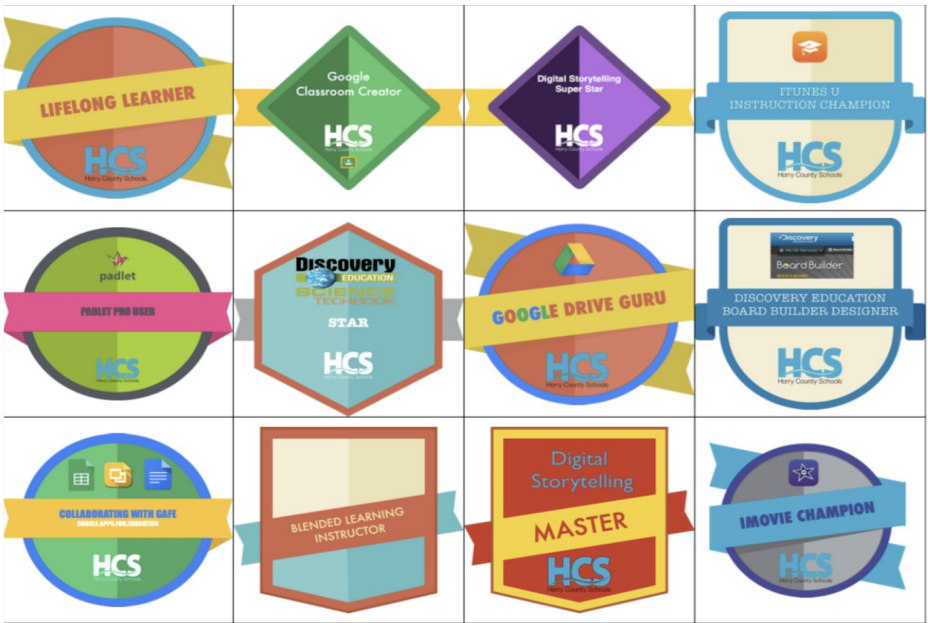 LIFELONG LEARNER
HCS
Horry County Schools
Google
Classroom Creator
HCS
Horry County Schools
Digital Storytelling
Super Star
HCS
Horry County Schools
ITUNES U
INSTRUCTION CHAMPION
HCS
Horry County Schools
padlet
PADLET PRO USER
HCS
Horry County Schools
Discovery
EDUCATION
SCIENCE
TECHBOOK
STAR
HCS
Horry County Schools
GOOGLE DRIVE GURU
HCS
Horry County Schools
Discovery
Board Builder
DISCOVERY EDUCATION
BOARD BUILDER DESIGNER
HCS
Horry County Schools
COLLABORATING WITH GAFE
GOOGLE.APPS.FOR.EDUCATION
HCS
Horry County Schools
BLENDED LEARNING
INSTRUCTOR
Digital
Storytelling
MASTER
HCS
Horry County Schools
IMOVIE CHAMPION
HCS
Horry County Schools